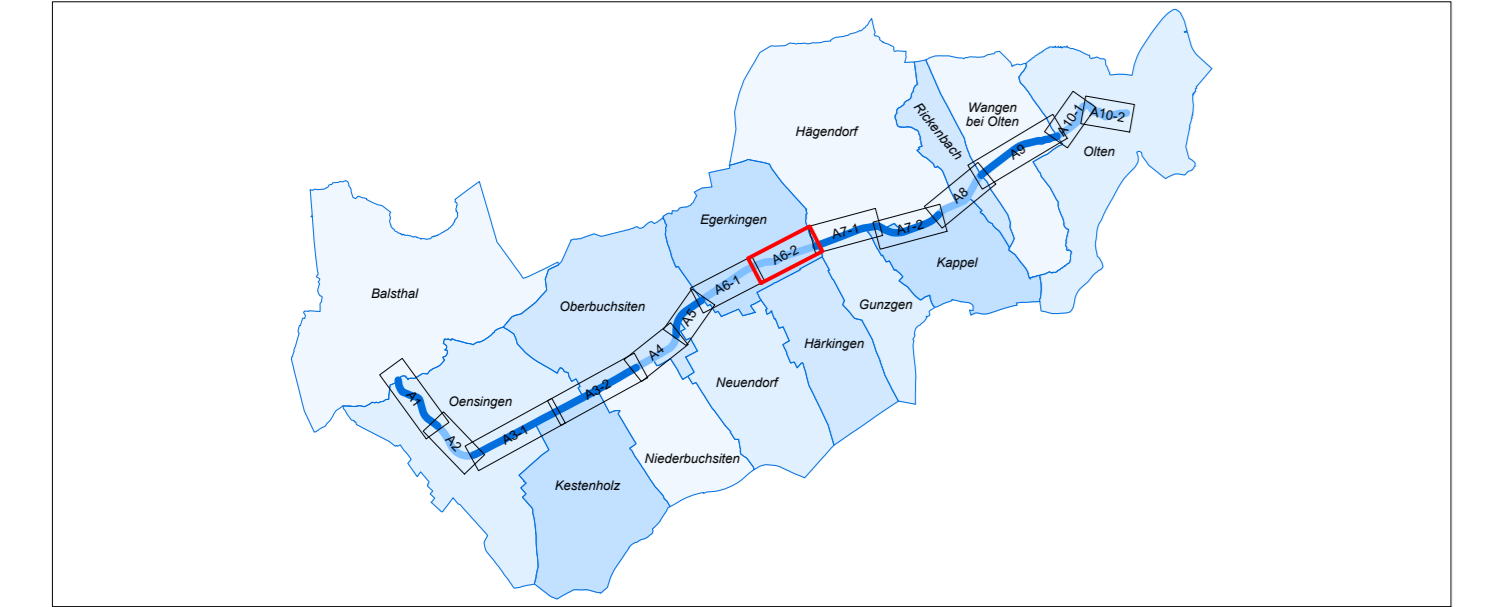 Hägendorf
Rickenbach
Wangen
bei Olten
A10-1
A10-2
Olten
A9
A8
Egerkingen
A7-1
A7-2
A6-2
A6-1
Kappel
Balsthal
Oberbuchsiten
Gunzgen
A5
Härkingen
A4
Neuendorf
A3-2
A1
Oensingen
A3-1
A2
Niederbuchsiten
Kestenholz